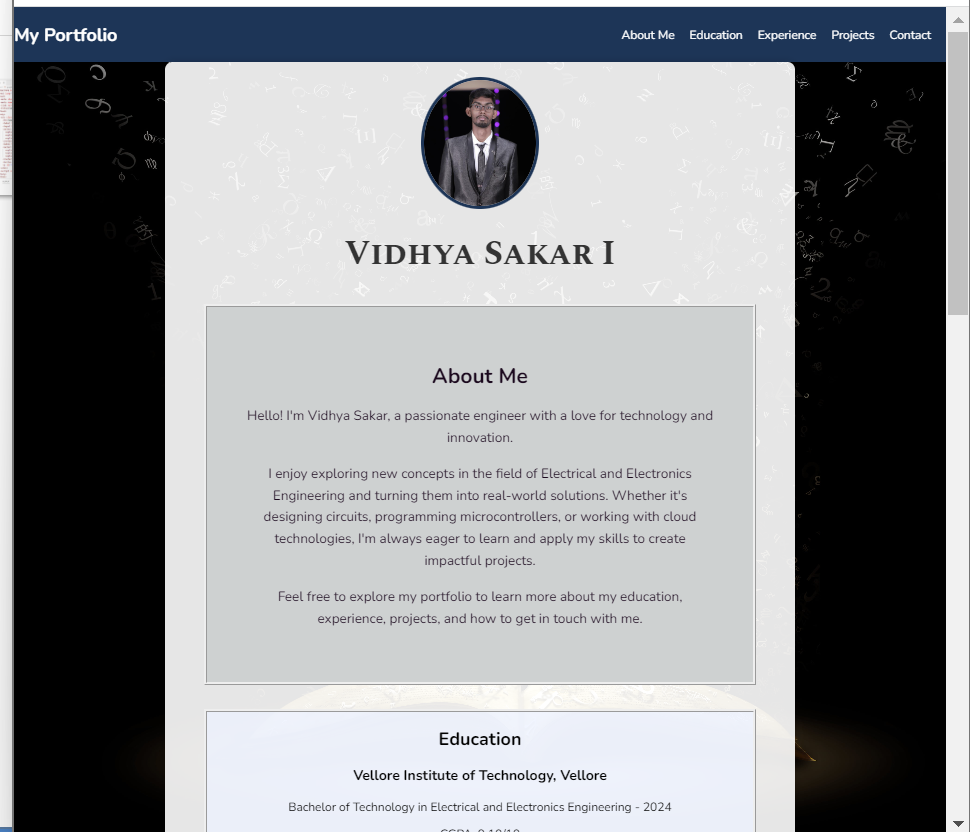 My Portfolio
About Me Education Experience Projects Contact
VIDHYA SAKAR I
About Me
Hello! I'm Vidhya Sakar, a passionate engineer with a love for technology and
innovation.
I enjoy exploring new concepts in the field of Electrical and Electronics
Engineering and turning them into real-world solutions. Whether it's
designing circuits, programming microcontrollers, or working with cloud
technologies, I'm always eager to learn and apply my skills to create
impactful projects.
Feel free to explore my portfolio to learn more about my education,
experience, projects, and how to get in touch with me.
Education
Vellore Institute of Technology, Vellore
Bachelor of Technology in Electrical and Electronics Engineering - 2024